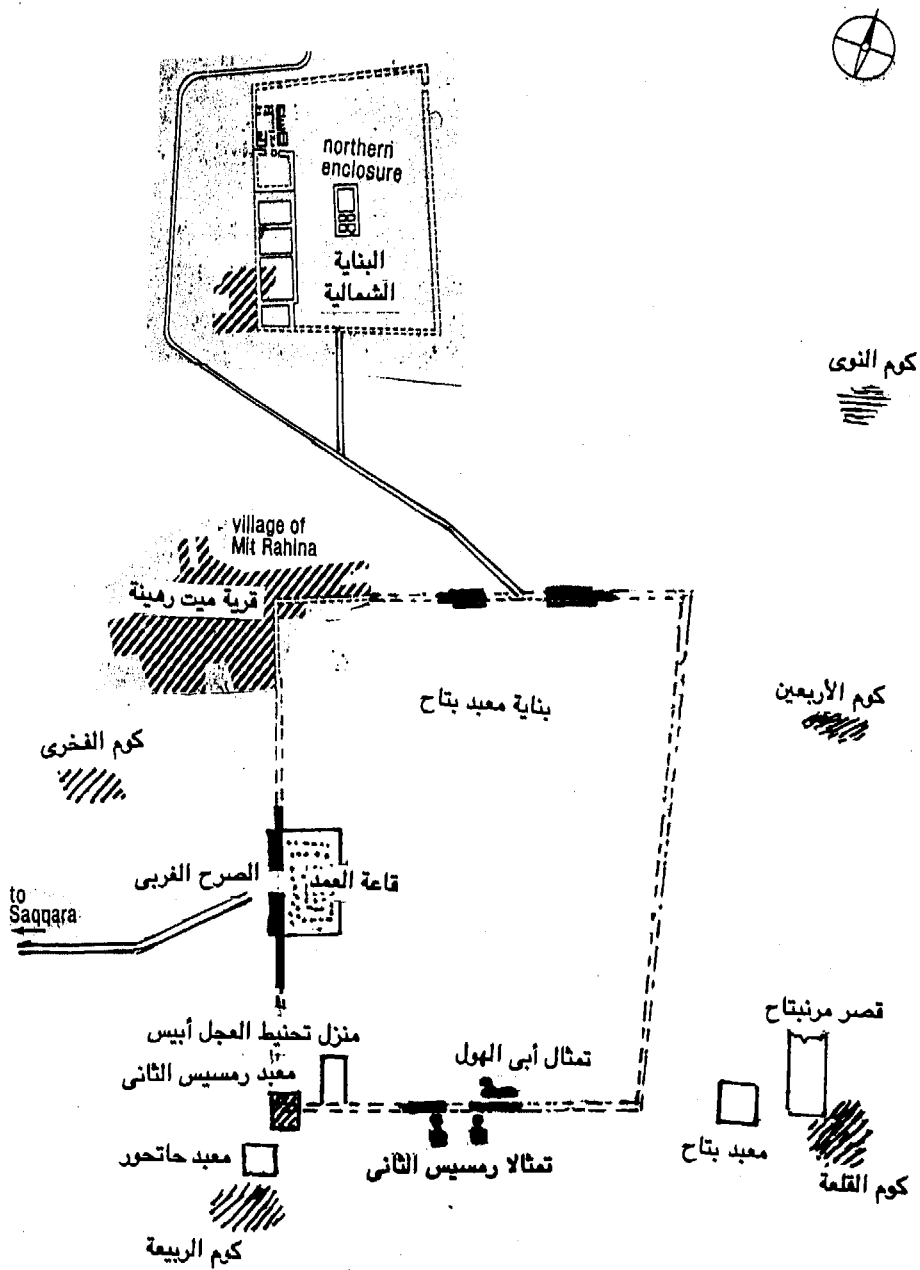 northern
enclosure
البناية
الشمالية
كوم النوى
village of
Mit Rahina
قرية ميت رهينة
كوم الأربعين
بناية معبد بتاح
كوم الفخرى
الصرح الغربى
قاعة العمد
to
Saqqara
قصر مرنبتاح
منزل تحنيط العجل أبيس
تمثال أبى الهول
معبد رمسيس الثانى
معبد بتاح
تمثالا رمسيس الثانى
معبد حاتحور
كوم القلعة
كوم الربيعة